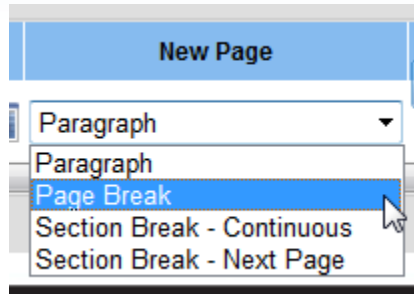 New Page
Paragraph
Paragraph
Page Break
Section Break - Continuous
Section Break - Next Page